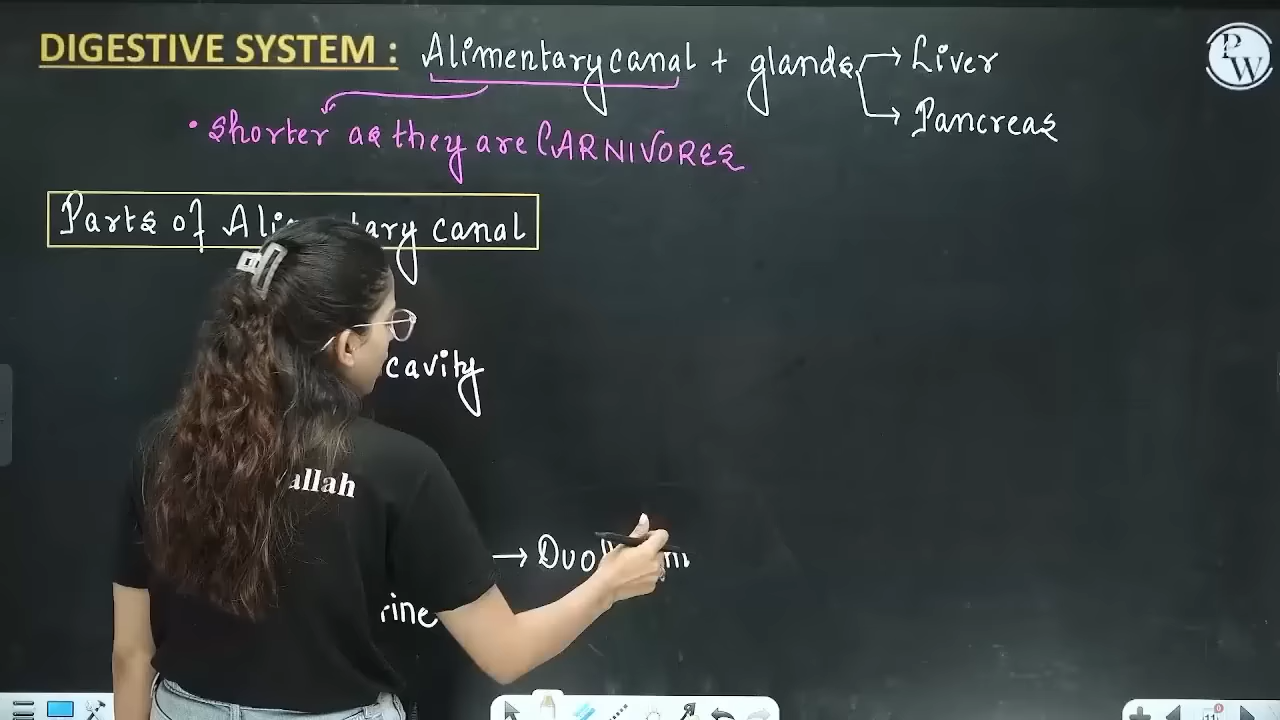 DIGESTIVE SYSTEM : Alimentary canal + glands → Liver
→ Pancreas
• Shorter as they are CARNIVORES
Parts of Alimentary canal
cavity
allah
→
rine
PW